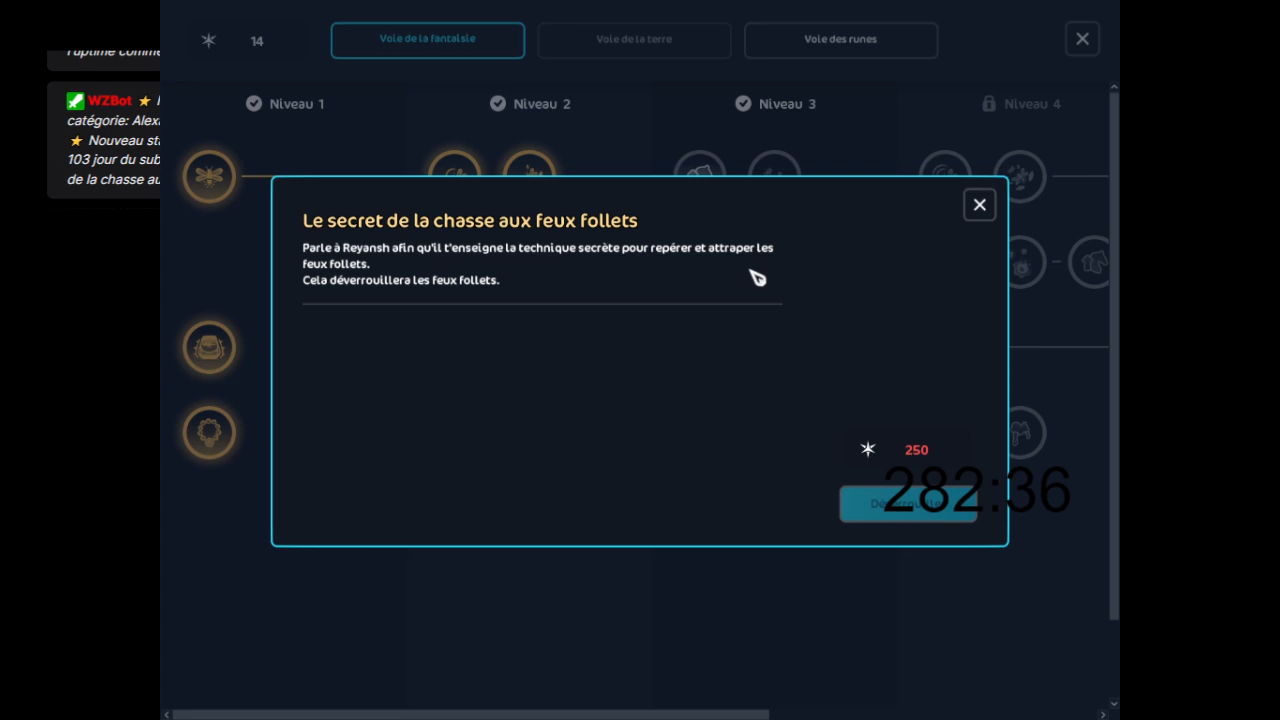 14
Voie de la fantaisie
Voie de la terre
Voie des runes
Niveau 1
Niveau 2
Niveau 3
Niveau 4
WZBot
catégorie:
Nouveau
103 jour du
de la chasse
Le secret de la chasse aux feux follets
Parle à Reyansh afin qu'il t'enseigne la technique secrète pour repérer et attraper les
feux follets.
Cela déverrouillera les feux follets.
250
282:36